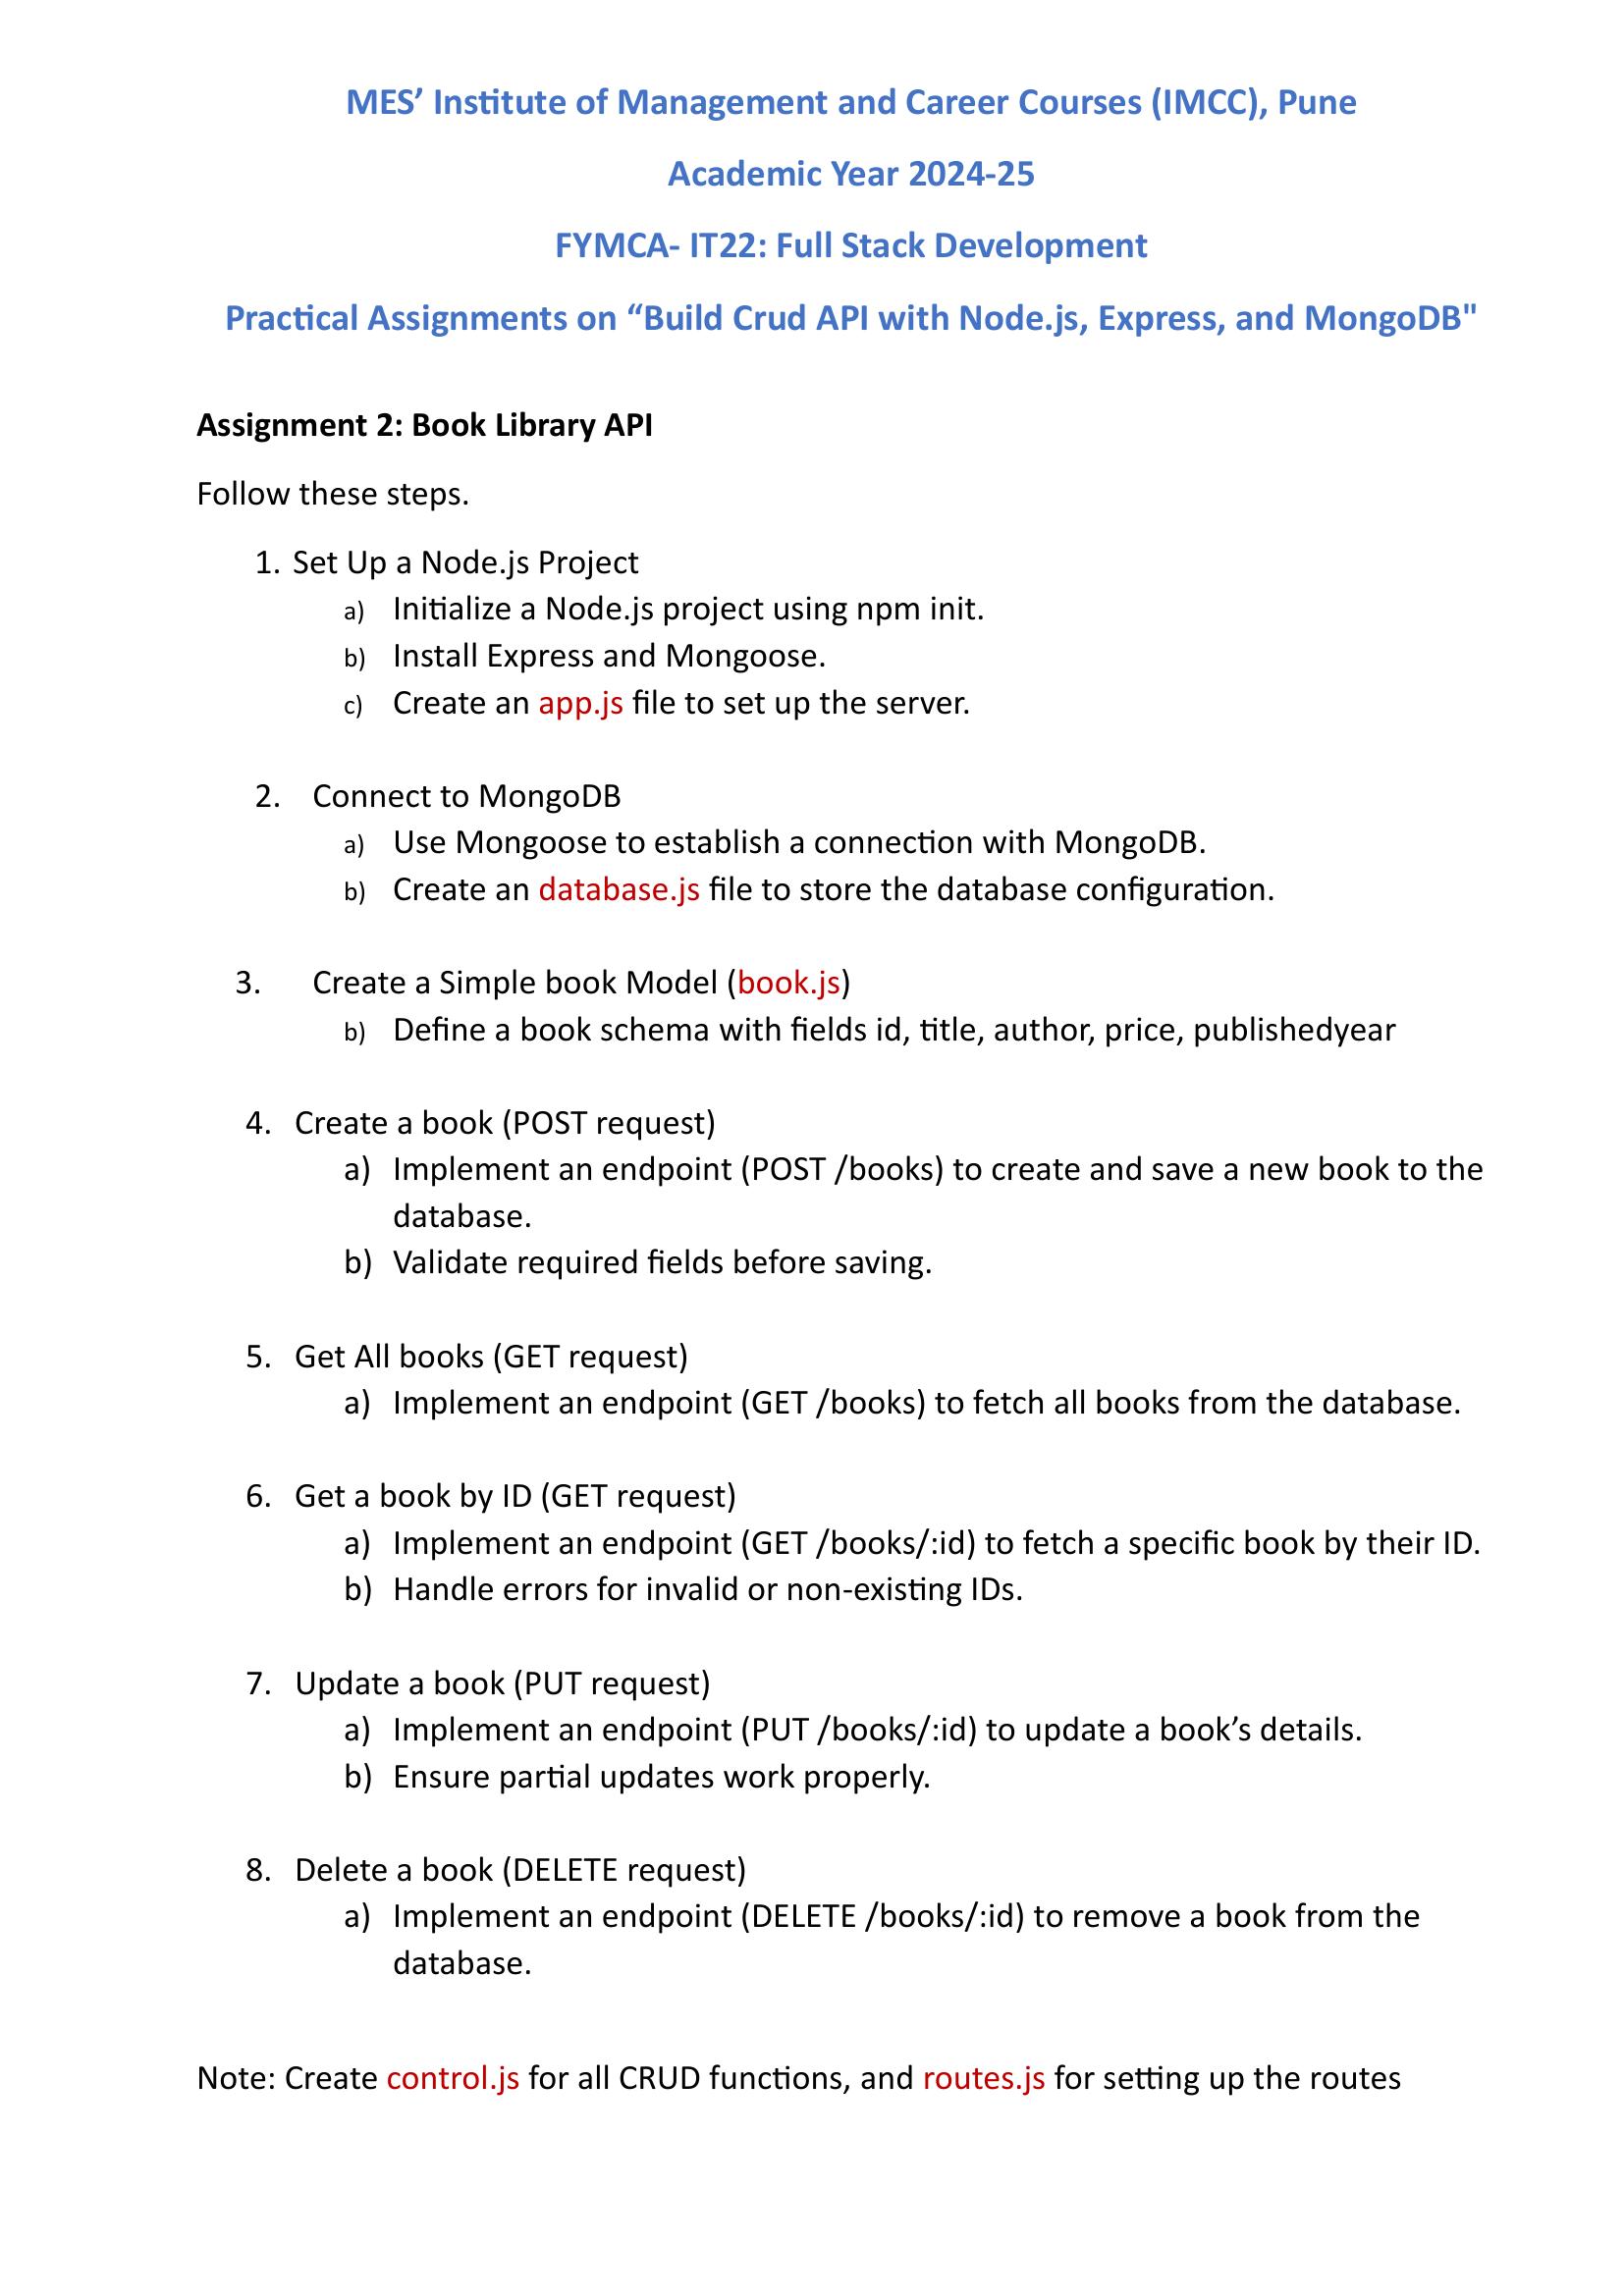 MES’ Institute of Management and Career Courses (IMCC), Pune
Academic Year 2024-25
FYMCA- IT22: Full Stack Development
Practical Assignments on “Build Crud API with Node.js, Express, and MongoDB"
Assignment 2: Book Library API
Follow these steps.
1. Set Up a Node.js Project
a) Initialize a Node.js project using npm init.
b) Install Express and Mongoose.
c) Create an app.js file to set up the server.
2. Connect to MongoDB
a) Use Mongoose to establish a connection with MongoDB.
b) Create an database.js file to store the database configuration.
3. Create a Simple book Model (book.js)
b) Define a book schema with fields id, title, author, price, publishedyear
4. Create a book (POST request)
a) Implement an endpoint (POST /books) to create and save a new book to the
database.
b) Validate required fields before saving.
5. Get All books (GET request)
a) Implement an endpoint (GET /books) to fetch all books from the database.
6. Get a book by ID (GET request)
a) Implement an endpoint (GET /books/:id) to fetch a specific book by their ID.
b) Handle errors for invalid or non-existing IDs.
7. Update a book (PUT request)
a) Implement an endpoint (PUT /books/:id) to update a book’s details.
b) Ensure partial updates work properly.
8. Delete a book (DELETE request)
a) Implement an endpoint (DELETE /books/:id) to remove a book from the
database.
Note: Create control.js for all CRUD functions, and routes.js for setting up the routes